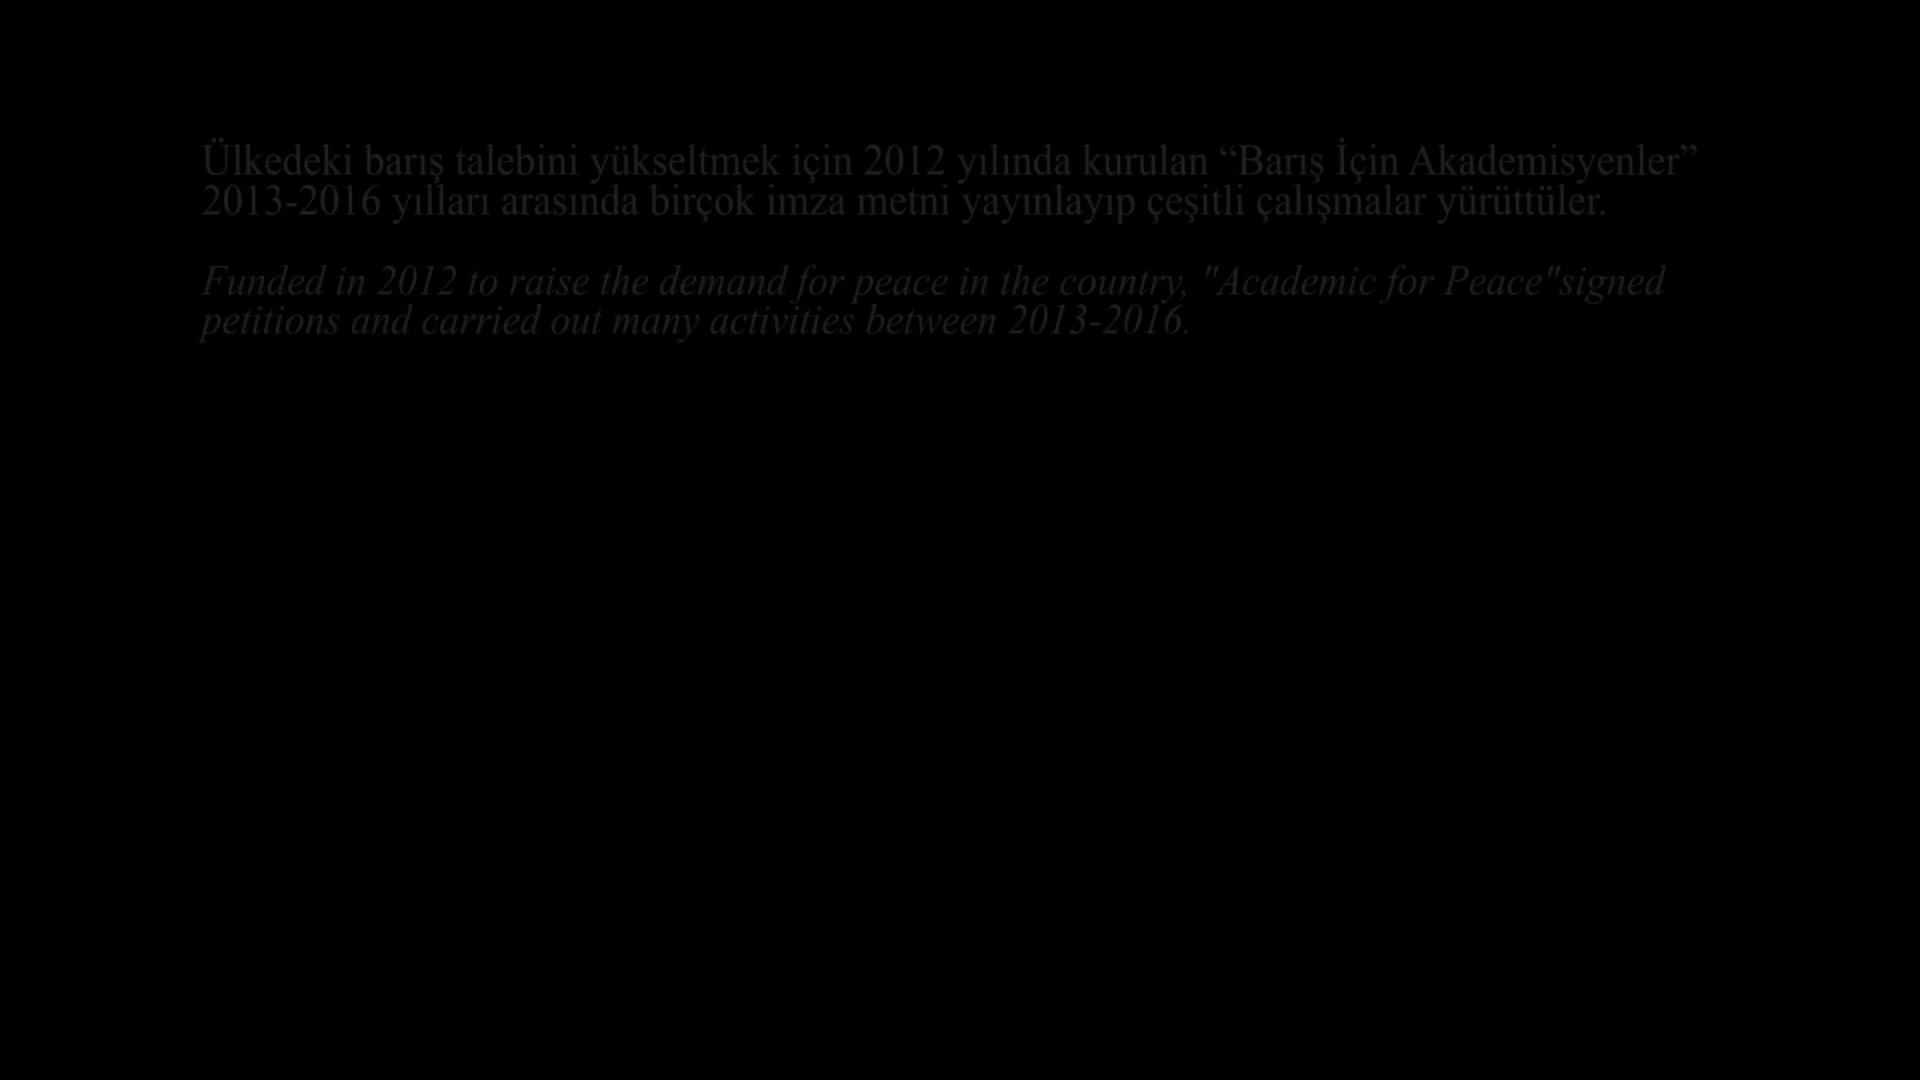 Ülkedeki barış talebini yükseltmek için 2012 yılında kurulan “Barış İçin Akademisyenler”
2013-2016 yılları arasında birçok imza metni yayınlayıp çeşitli çalışmalar yürüttüler.
Funded in 2012 to raise the demand for peace in the country, "Academic for Peace"signed
petitions and carried out many activities between 2013-2016.